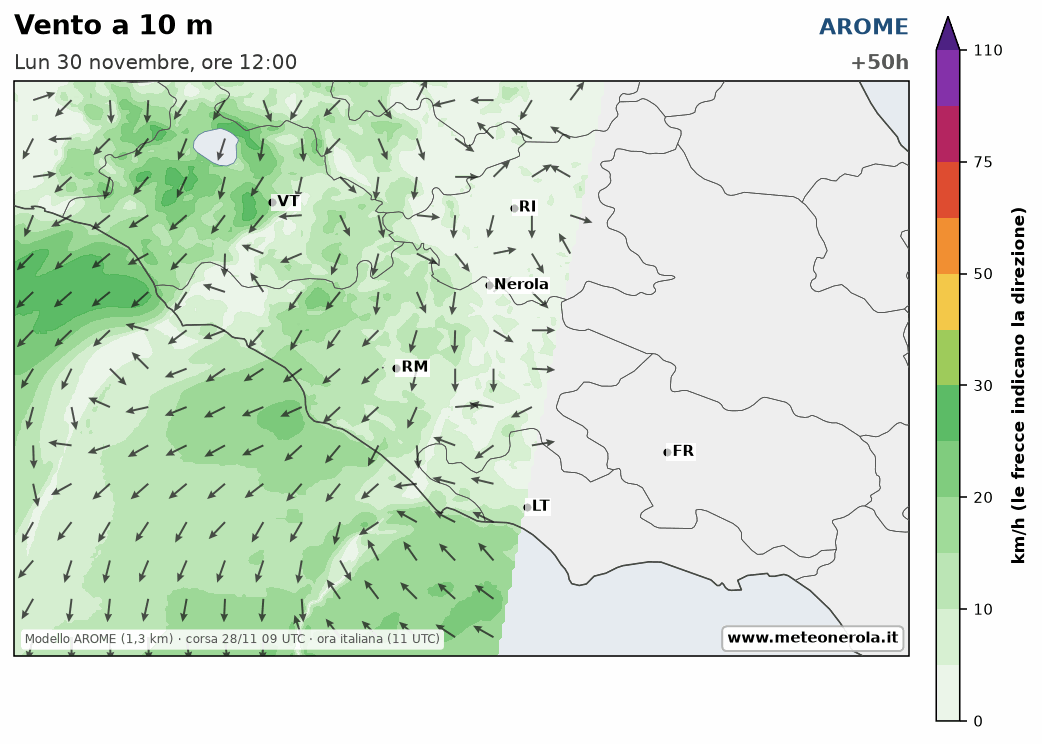 Vento a 10 m
AROME
Lun 30 novembre, ore 12:00
+50h
110
75
50
30
20
10
0
km/h (le frecce indicano la direzione)
VT
RI
Nerola
RM
FR
LT
Modello AROME (1,3 km) · corsa 28/11 09 UTC · ora italiana (11 UTC)
www.meteonerola.it